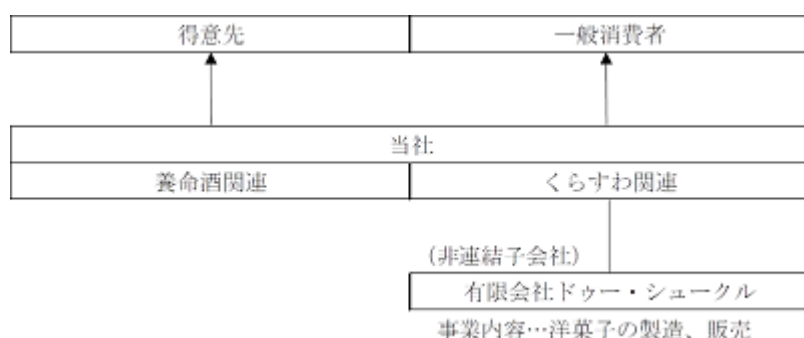 得意先 一般消費者
当社
養命酒関連 くらすわ関連
(非連結子会社)
有限会社ドゥー・シュークル
事業内容…洋菓子の製造、販売